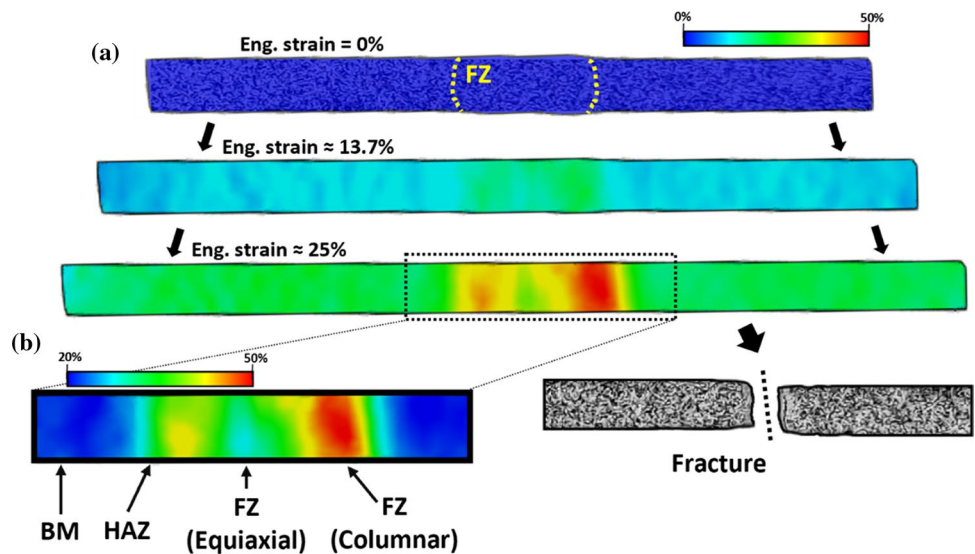 (a)
Eng. strain = 0%
0%
50%
FZ
Eng. strain ≈ 13.7%
Eng. strain ≈ 25%
(b)
20%
50%
Fracture
BM
HAZ
FZ
(Equiaxial)
FZ
(Columnar)